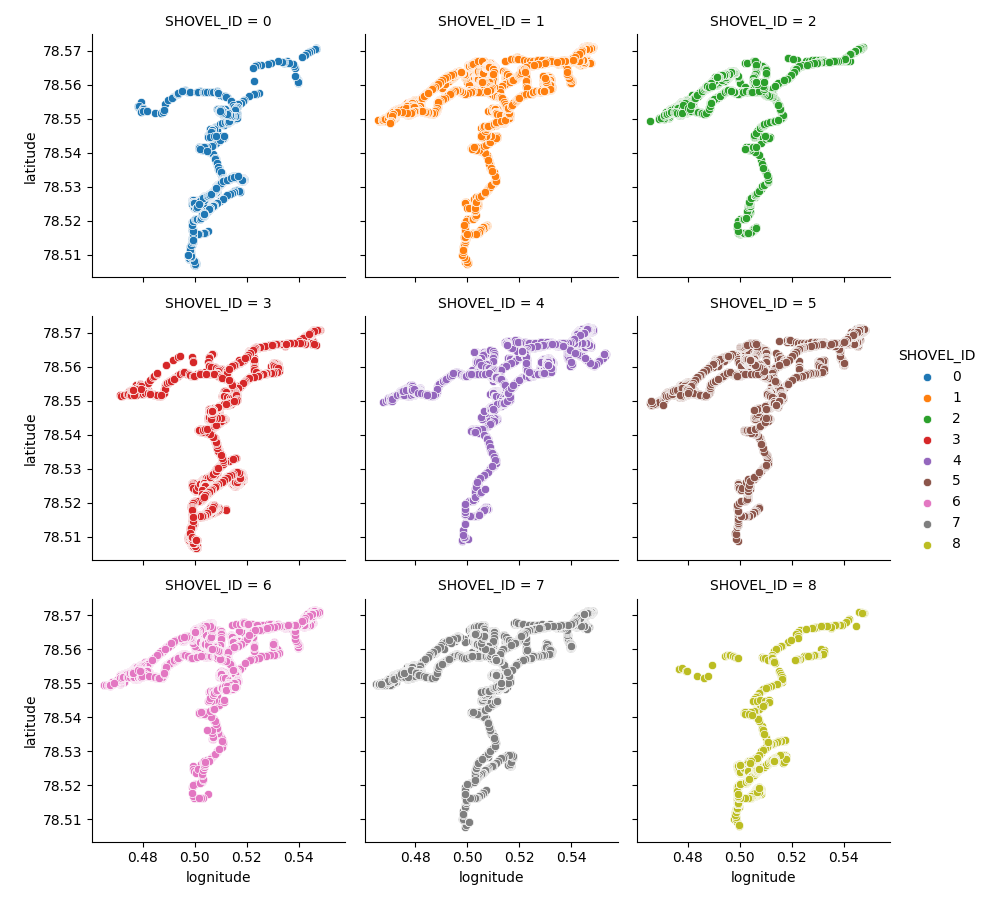 SHOVEL_ID = 0
SHOVEL_ID = 1
SHOVEL_ID = 2
78.57
78.56
78.55
78.54
78.53
78.52
78.51
latitude
SHOVEL_ID = 3
SHOVEL_ID = 4
SHOVEL_ID = 5
78.57
78.56
78.55
78.54
78.53
78.52
78.51
latitude
SHOVEL_ID
0
1
2
3
4
5
6
7
8
SHOVEL_ID = 6
SHOVEL_ID = 7
SHOVEL_ID = 8
78.57
78.56
78.55
78.54
78.53
78.52
78.51
latitude
0.48 0.50 0.52 0.54
lognitude
0.48 0.50 0.52 0.54
lognitude
0.48 0.50 0.52 0.54
lognitude